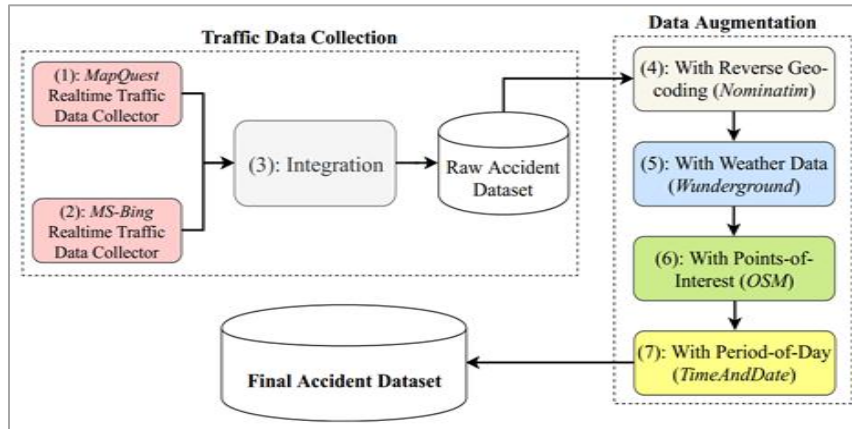 Traffic Data Collection
(1): MapQuest
Realtime Traffic
Data Collector
(2): MS-Bing
Realtime Traffic
Data Collector
(3): Integration
Raw Accident
Dataset
Data Augmentation
(4): With Reverse Geo-
coding (Nominatim)
(5): With Weather Data
(Wunderground)
(6): With Points-of-
Interest (OSM)
(7): With Period-of-Day
(TimeAndDate)
Final Accident Dataset